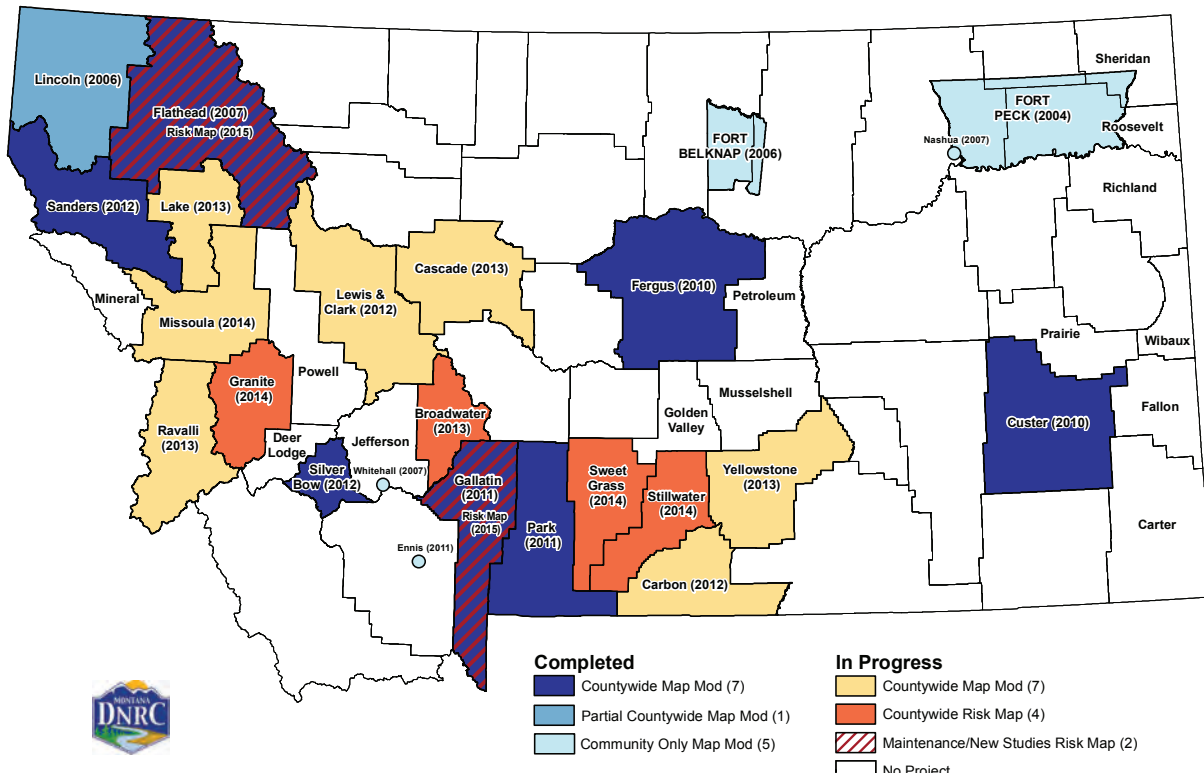 Sheridan
Lincoln (2006)
Flathead (2007)
Risk Map (2015)
FORT
PECK (2004)
Roosevelt
Nashua (2007)
FORT
BELKNAP (2006)
Richland
Sanders (2012)
Lake (2013)
Cascade (2013)
Fergus (2010)
Petroleum
Mineral
Lewis &
Clark
(2012)
Missoula (2014)
Prairie
Wibaux
Powell
Granite
(2014)
Musselshell
Golden
Valley
Fallon
Custer (2010)
Broadwater
(2013)
Ravalli
(2013)
Deer
Lodge
Jefferson
Silver
Bow (2012)
Whitehall (2007)
Gallatin
(2011)
Risk Map
(2015)
Sweet
Grass
(2014)
Stillwater
(2014)
Yellowstone
(2013)
Park
(2011)
Carter
Ennis (2011)
Carbon (2012)
Completed
Countywide Map Mod (7)
Partial Countywide Map Mod (1)
Community Only Map Mod (5)
In Progress
Countywide Map Mod (7)
Countywide Risk Map (4)
Maintenance/New Studies Risk Map (2)
No Project
MONTANA
DNRC